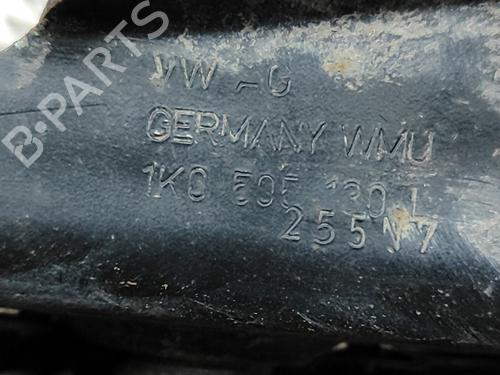 B-PARTS
VW-G
GERMANY WMU
1K0 505 130 L
255N7